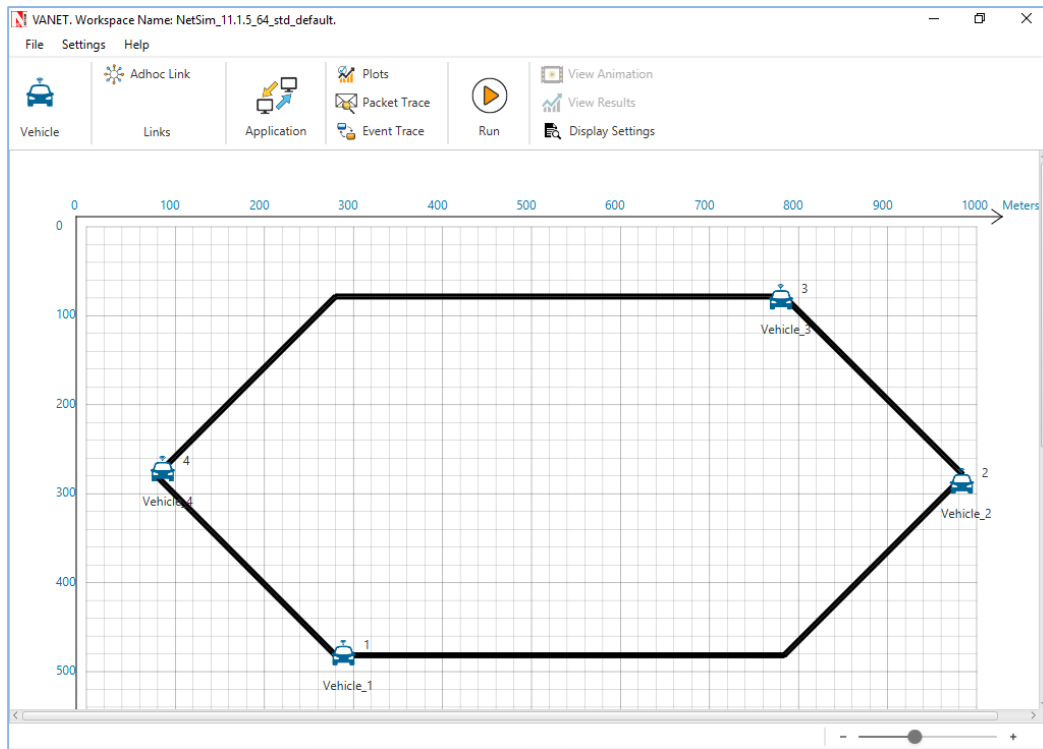 VANET. Workspace Name: NetSim_11.1.5_64_std_default.
File Settings Help
Adhoc Link
Plots
View Animation
Packet Trace
View Results
Vehicle
Links
Application
Event Trace
Run
Display Settings
0 100 200 300 400 500 600 700 800 900 1000 Meters
0
3
100
Vehicle_3
200
4
2
300
Vehicle_4
Vehicle_2
400
1
500
Vehicle_1
- +